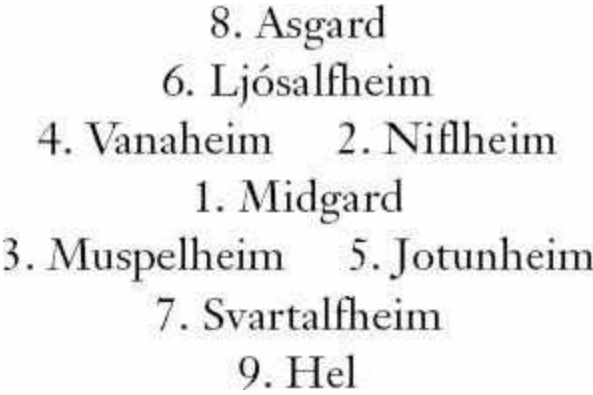 8. Asgard
6. Ljósalfheim
4. Vanaheim 2. Niflheim
1. Midgard
3. Muspelheim 5. Jotunheim
7. Svartalfheim
9. Hel